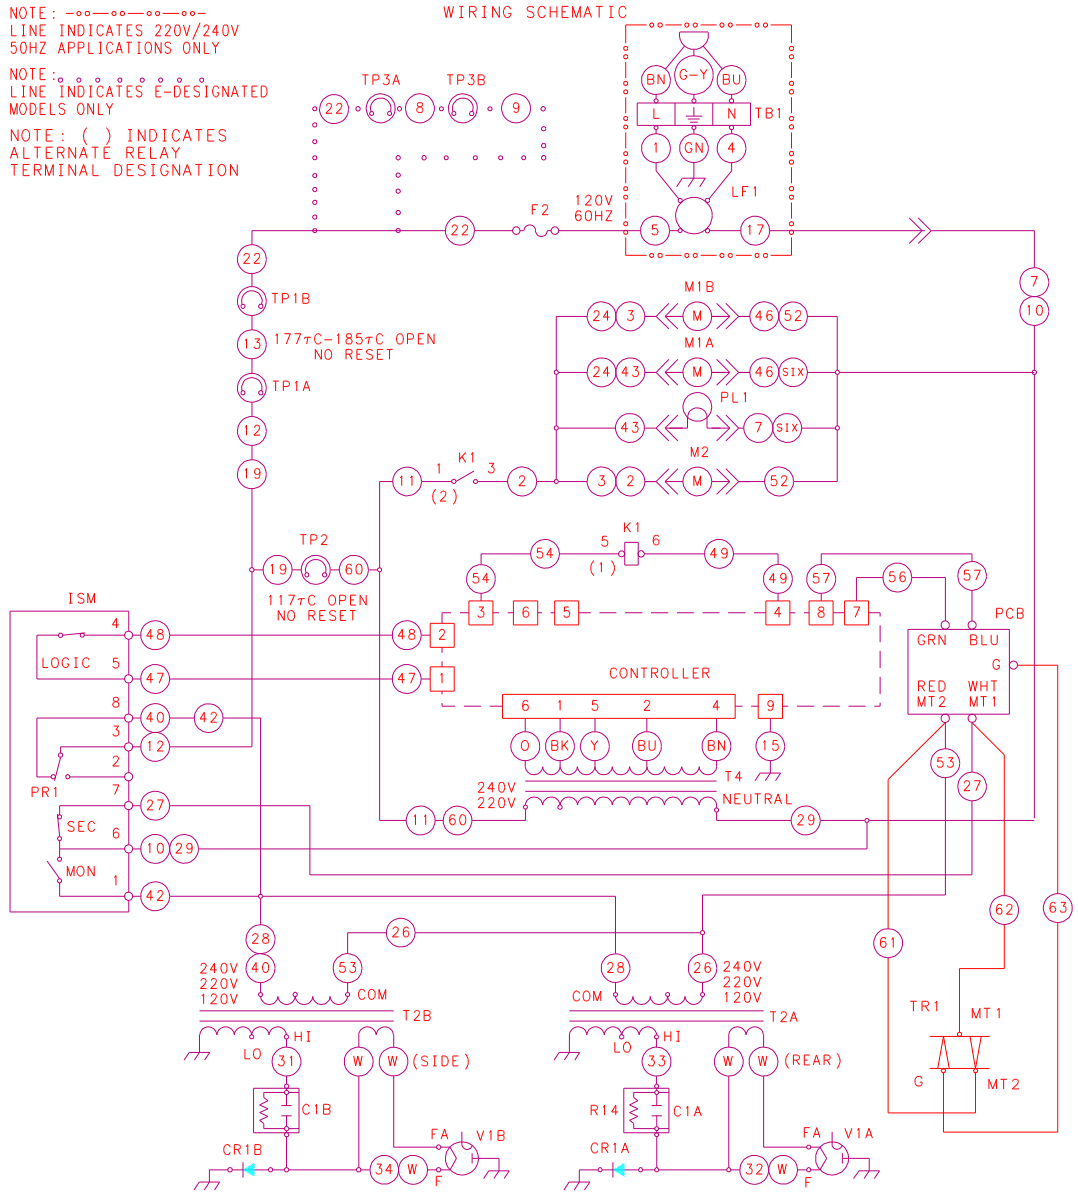 NOTE:
LINE INDICATES 220V/240V
50HZ APPLICATIONS ONLY
NOTE:
LINE INDICATES E-DESIGNATED
MODELS ONLY
NOTE: ( ) INDICATES
ALTERNATE RELAY
TERMINAL DESIGNATION
WIRING SCHEMATIC
TP3A TP3B
22 8 9
BN G-Y BU
L N TB1
1 GN 4
LF1
120V
60HZ
F2
22 5 17
22
7
10
TP1B
13 177τC-185τC OPEN
NO RESET
TP1A
12
19
M1B
24 3 M 46 52
M1A
24 43 M 46 SIX
PL1
43 7 SIX
M2
11 1 K1 3 2 3 2 M 52
(2)
TP2
19 60
117τC OPEN
NO RESET
K1
54 5 6 49
(1)
54 49 57 56 57
3 6 5 4 8 7
PCB
GRN BLU
G
RED WHT
MT2 MT1
ISM
4 48 48 2
LOGIC 5 47 47 1
CONTROLLER
8 40 42
3 12
2
PR1
7 27
SEC
6 10 29
MON
1 42
6 1 5 2 4 9
O BK Y BU BN 15
T4
240V
220V
NEUTRAL
11 60 29
53
27
61 62 63
28 26
40 53 28 26
240V
220V
120V
COM
T2B
LO HI
31 W W (SIDE)
C1B
CR1B
34 W
FA V1B
F
COM
240V
220V
120V
T2A
LO HI
33 W W (REAR)
R14 C1A
CR1A
32 W
FA V1A
F
TR1 MT1
G MT2